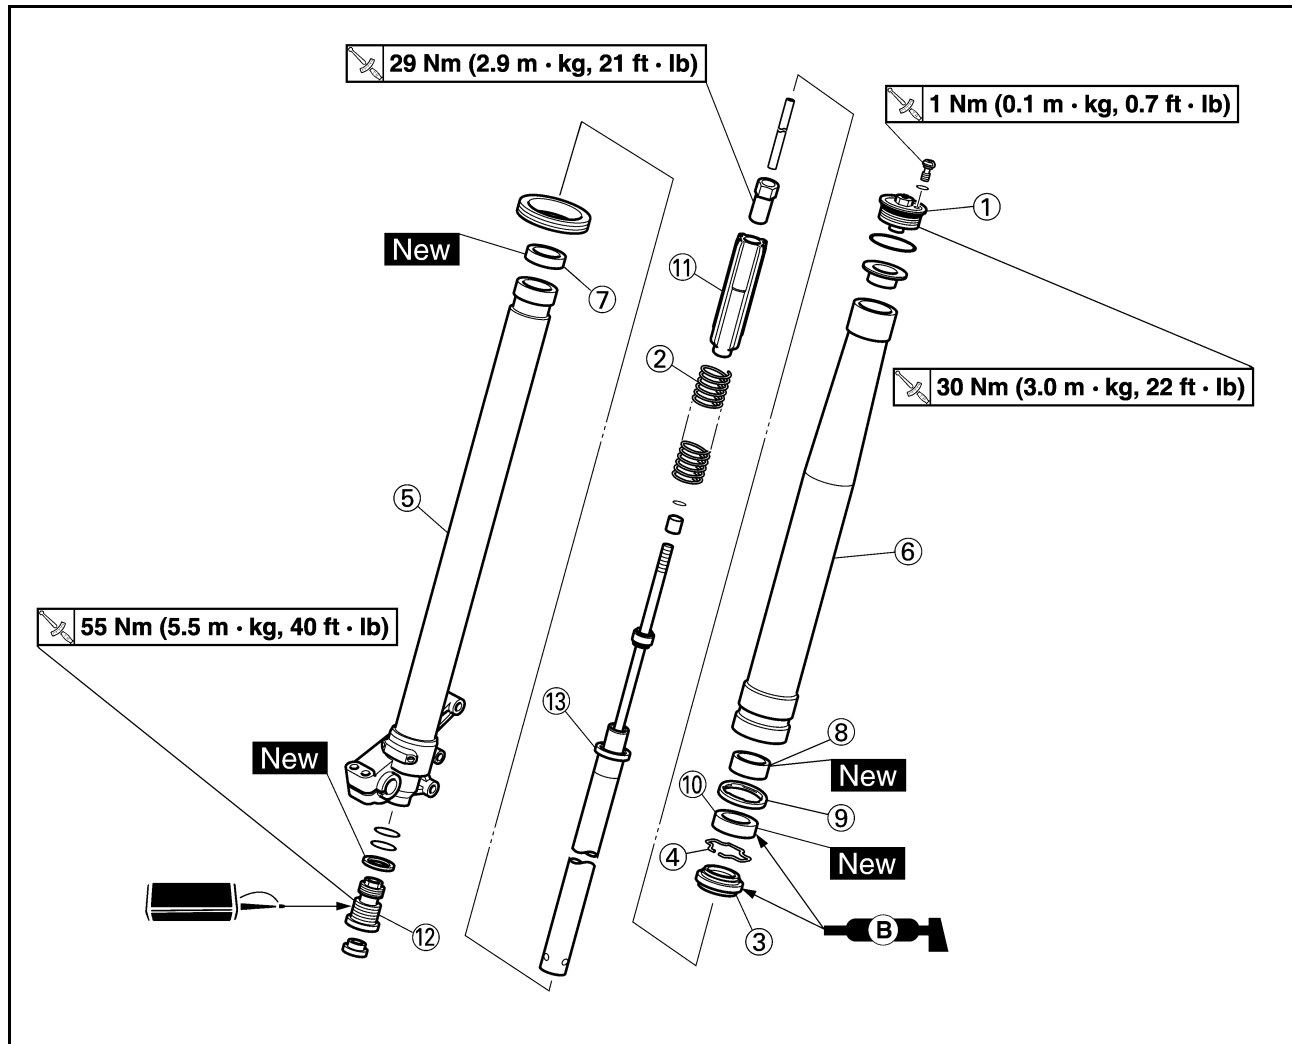 29 Nm (2.9 m · kg, 21 ft · lb)
1 Nm (0.1 m · kg, 0.7 ft · lb)
1
New
7
11
2
30 Nm (3.0 m · kg, 22 ft · lb)
5
6
55 Nm (5.5 m · kg, 40 ft · lb)
13
8
New
New
10
9
4
New
12
3
B